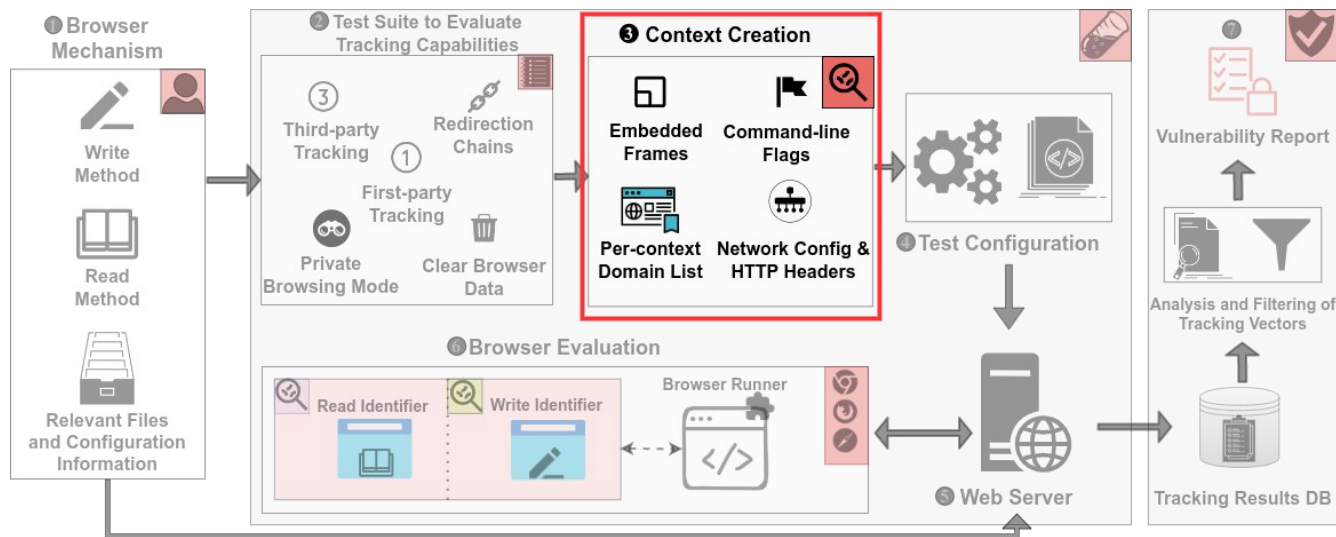 ❶ Browser
Mechanism
Write
Method
Read
Method
Relevant Files
and Configuration
Information
❷ Test Suite to Evaluate
Tracking Capabilities
3
Third-party
Tracking
Redirection
Chains
1
First-party
Tracking
Private
Browsing Mode
Clear Browser
Data
❸ Context Creation
Embedded
Frames
Command-line
Flags
Per-context
Domain List
Network Config &
HTTP Headers
</>
❹ Test Configuration
❺ Web Server
❻ Browser Evaluation
Read Identifier
Write Identifier
Browser Runner
</>
❼
Vulnerability Report
Analysis and Filtering of
Tracking Vectors
Tracking Results DB